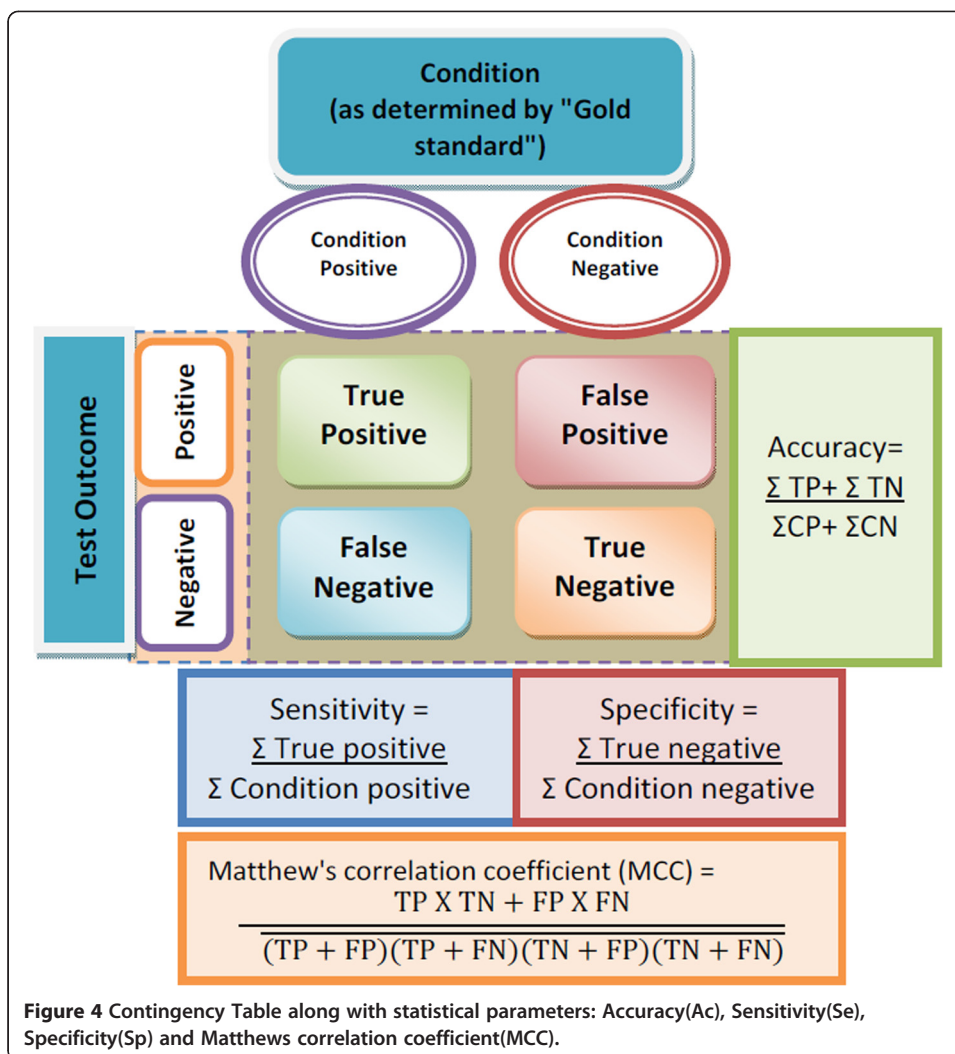 Condition
(as determined by "Gold
standard")
Condition
Positive
Condition
Negative
Test Outcome
Positive
Negative
True
Positive
False
Positive
False
Negative
True
Negative
Accuracy=
Σ TP+ Σ TN
ΣCP+ ΣCN
Sensitivity =
Σ True positive
Σ Condition positive
Specificity =
Σ True negative
Σ Condition negative
Matthew's correlation coefficient (MCC) =
TP X TN + FP X FN
(TP + FP)(TP + FN)(TN + FP)(TN + FN)
Figure 4 Contingency Table along with statistical parameters: Accuracy(Ac), Sensitivity(Se),
Specificity(Sp) and Matthews correlation coefficient(MCC).